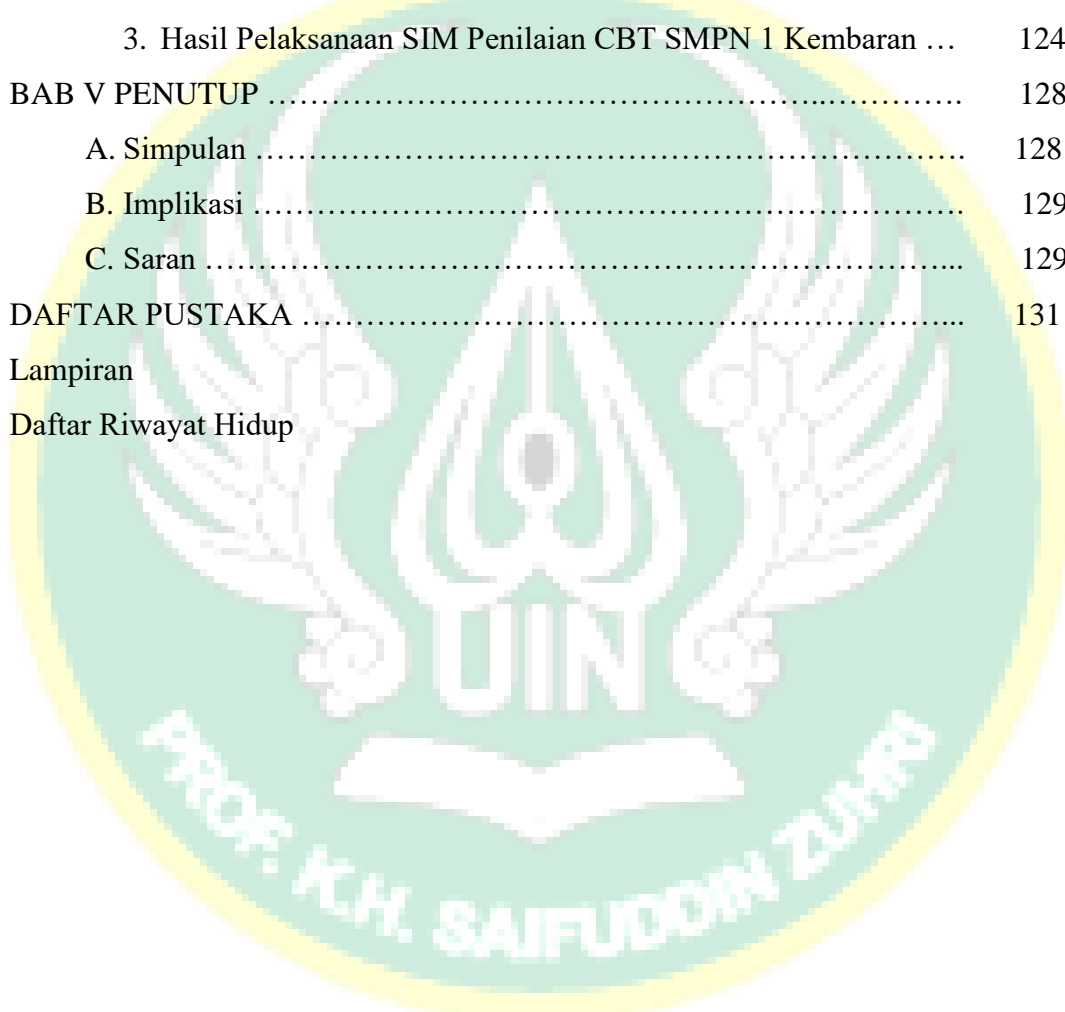 3. Hasil Pelaksanaan SIM Penilaian CBT SMPN 1 Kembaran … 124
BAB V PENUTUP …………………………………………………..…………. 128
A. Simpulan ……………………………………………………………. 128
B. Implikasi ……………………………………………………………. 129
C. Saran ………………………………………………………………... 129
DAFTAR PUSTAKA ……………………………………………………….. 131
Lampiran
Daftar Riwayat Hidup
UIN
PROF. K.H. SAIFUDDIN ZUHRI